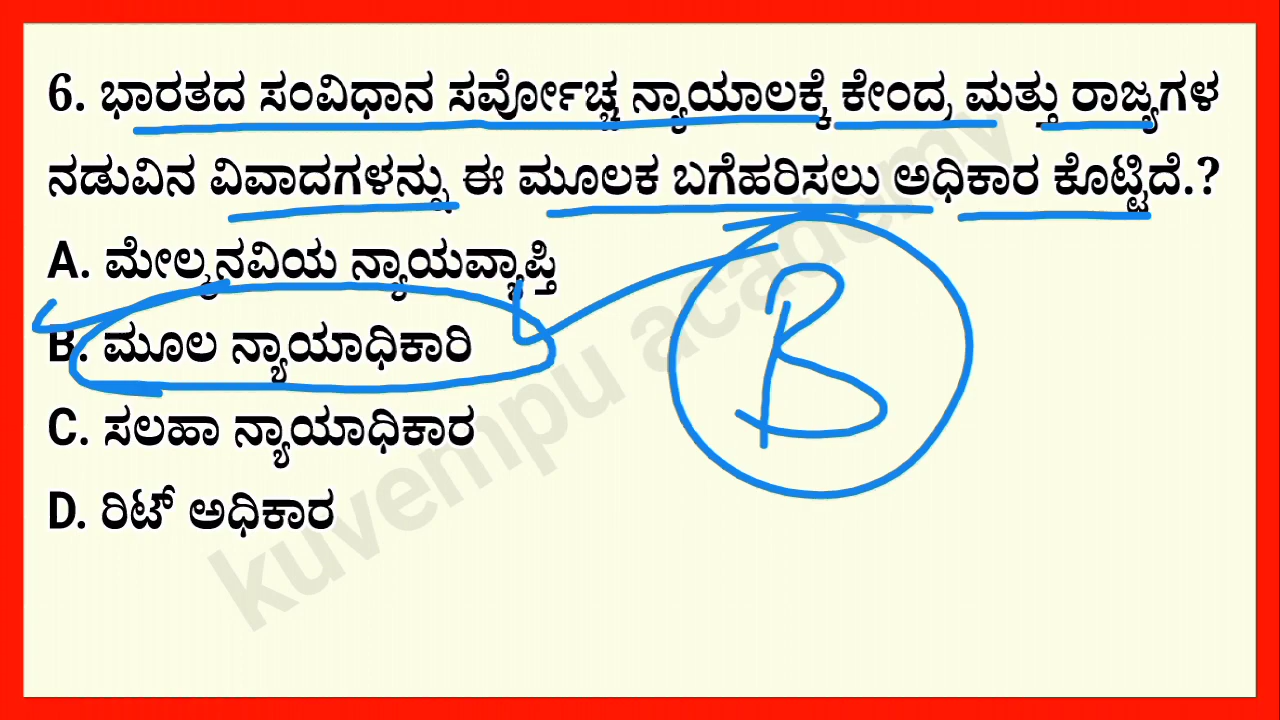 6. ಭಾರತದ ಸಂವಿಧಾನ ಸರ್ವೋಚ್ಚ ನ್ಯಾಯಾಲಕ್ಕೆ ಕೇಂದ್ರ ಮತ್ತು ರಾಜ್ಯಗಳ
ನಡುವಿನ ವಿವಾದಗಳನ್ನು ಈ ಮೂಲಕ ಬಗೆಹರಿಸಲು ಅಧಿಕಾರ ಕೊಟ್ಟಿದೆ.?
A. ಮೇಲ್ಮನವಿಯ ನ್ಯಾಯವ್ಯಾಪ್ತಿ
B. ಮೂಲ ನ್ಯಾಯಾಧಿಕಾರಿ
B
C. ಸಲಹಾ ನ್ಯಾಯಾಧಿಕಾರ
D. ರಿಟ್ ಅಧಿಕಾರ
kuvempu academy